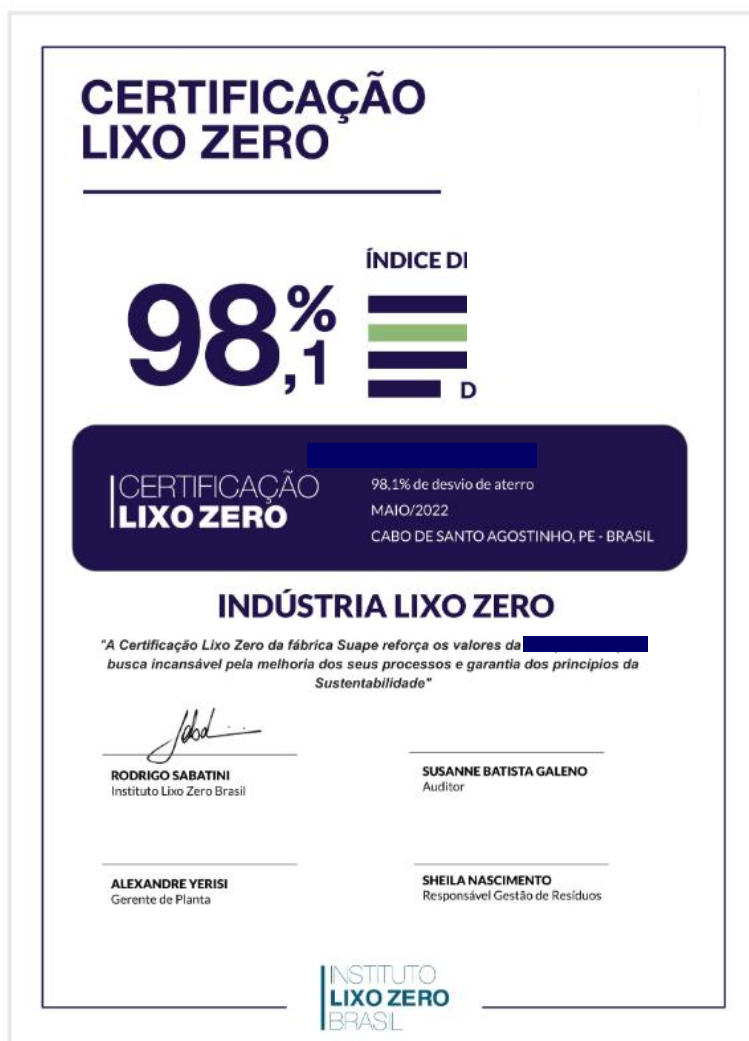 CERTIFICAÇÃO
LIXO ZERO
98,1%
ÍNDICE DE
D
CERTIFICAÇÃO
LIXO ZERO
98,1% de desvio de aterro
MAIO/2022
CABO DE SANTO AGOSTINHO, PE - BRASIL
INDÚSTRIA LIXO ZERO
"A Certificação Lixo Zero da fábrica Suape reforça os valores da
busca incansável pela melhoria dos seus processos e garantia dos princípios da
Sustentabilidade"
RODRIGO SABATINI
Instituto Lixo Zero Brasil
SUSANNE BATISTA GALENO
Auditor
ALEXANDRE YERISI
Gerente de Planta
SHEILA NASCIMENTO
Responsável Gestão de Resíduos
INSTITUTO
LIXO ZERO
BRASIL